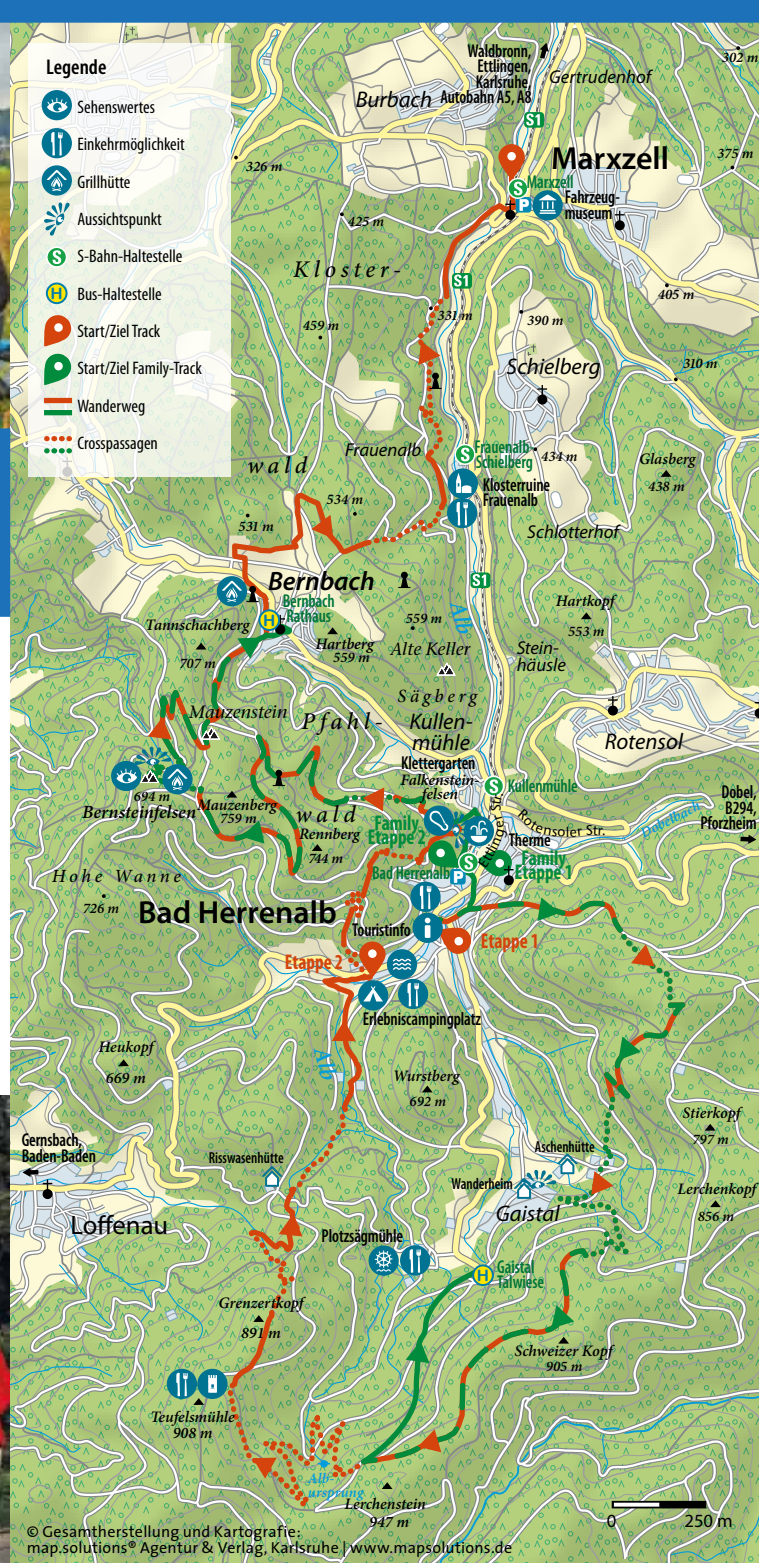 Legende
Sehenswertes
Einkehrmöglichkeit
Grillhütte
Aussichtspunkt
S S-Bahn-Haltestelle
H Bus-Haltestelle
Start/Ziel Track
Start/Ziel Family-Track
Wanderweg
Crosspassagen
Waldbronn,
Ettlingen,
Karlsruhe,
Autobahn A5, A8
Gertrudenhof
302 m
Burbach
S1
Marxzell
375 m
326 m
S Marxzell
P
Fahrzeug-
museum
425 m
Kloster-
S1
405 m
331 m
390 m
459 m
310 m
Schielberg
Frauenalb
S Frauenalb
Schielberg
434 m
Glasberg
438 m
wald
Klosterruine
Frauenalb
534 m
531 m
Schlotterhof
Bernbach
S1
Bernbach
Rathaus
H
Hartkopf
553 m
Alb
Tannschachberg
707 m
559 m
Hartberg
559 m
Alte Keller
Stein-
häusle
Sägberg
Mauzenstein
Pfahl-
Kullen-
mühle
Rotensol
Klettergarten
Falkenstein-
felsen
S Kullenmühle
694 m
Bernsteinfelsen
Mauzenberg
759 m
wald
Rennberg
744 m
Dobel,
B294,
Pforzheim
Ettlinger Str.
Rotensoler Str.
Dobelbach
Family
Etappe 2
Therme
Bad Herrenalb
S
P
Family
Etappe 1
Hohe Wanne
726 m
Bad Herrenalb
Touristinfo
Etappe 1
Etappe 2
Erlebniscampingplatz
Heukopf
669 m
Alb
Wurstberg
692 m
Stierkopf
797 m
Gernsbach,
Baden-Baden
Risswasenhütte
Aschenhütte
Wanderheim
Lerchenkopf
856 m
Gaistal
Loffenau
Plotzsägmühle
H Gaistal
Talwiese
Grenzertkopf
891 m
Schweizer Kopf
905 m
Teufelsmühle
908 m
Alb-
ursprung
Lerchenstein
947 m
0 250 m
© Gesamtherstellung und Kartografie:
map.solutions® Agentur & Verlag, Karlsruhe | www.mapsolutions.de